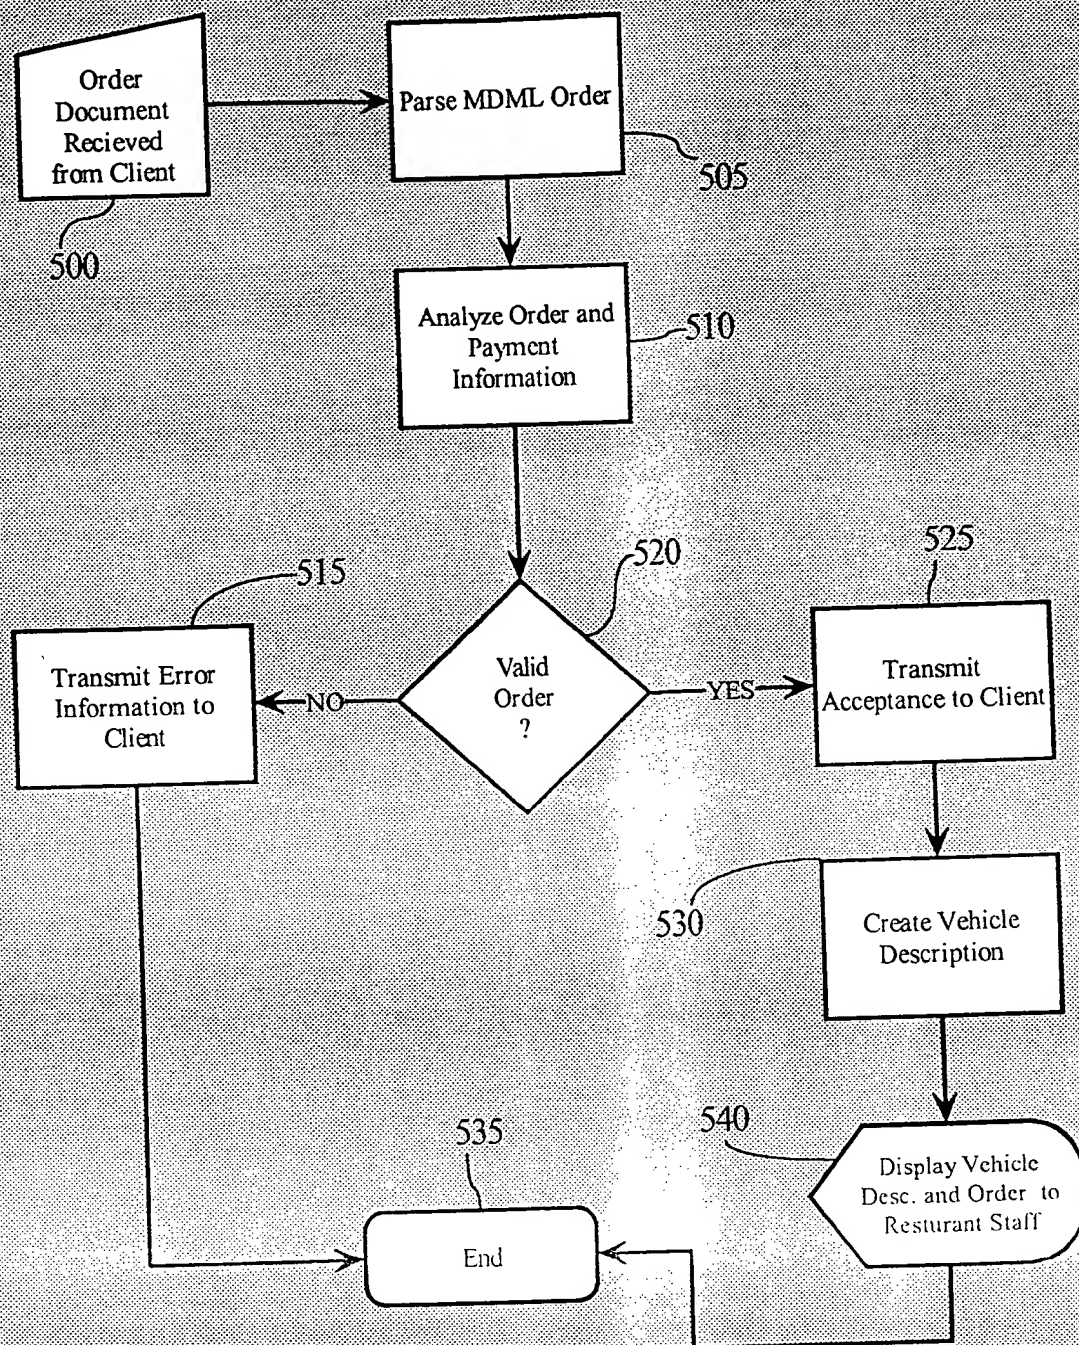 Order
Document
Recieved
from Client
500
Parse MDML Order
505
Analyze Order and
Payment
Information
510
520
Valid
Order
?
NO
YES
515
Transmit Error
Information to
Client
525
Transmit
Acceptance to Client
530
Create Vehicle
Description
540
Display Vehicle
Desc. and Order to
Resturant Staff
535
End